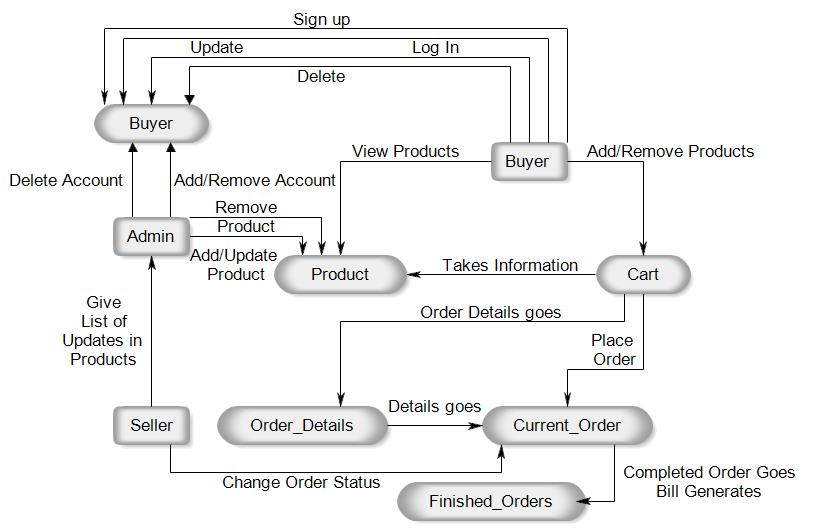 Sign up
Update
Log In
Delete
Buyer
View Products
Buyer
Add/Remove Products
Delete Account
Add/Remove Account
Remove
Product
Admin
Add/Update
Product
Product
Takes Information
Cart
Give
List of
Updates in
Products
Order Details goes
Place
Order
Details goes
Seller
Order_Details
Current_Order
Change Order Status
Completed Order Goes
Bill Generates
Finished_Orders